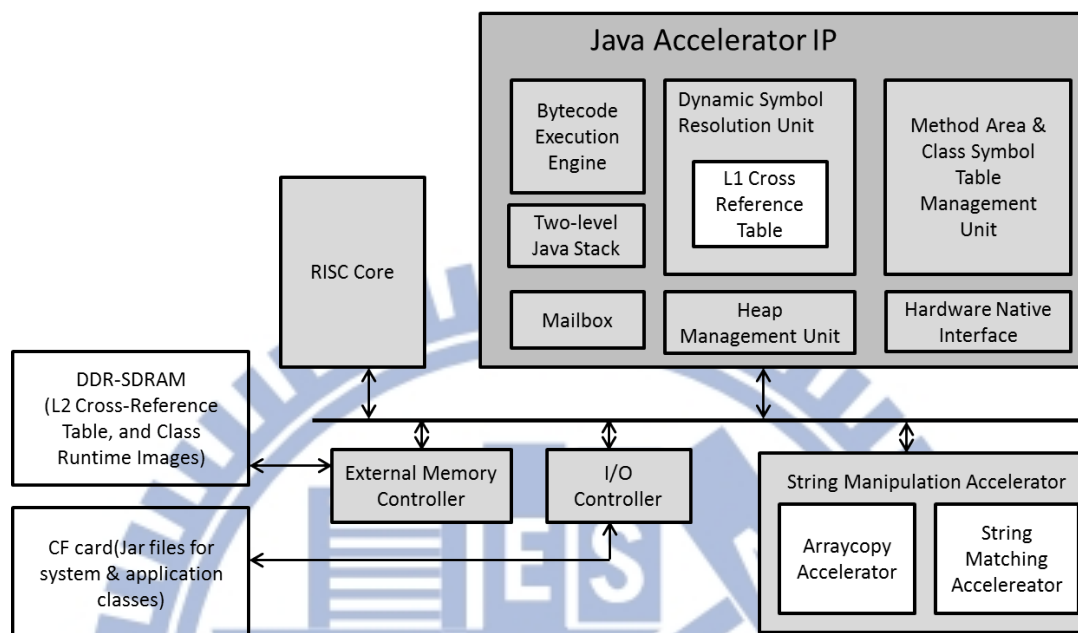 Java Accelerator IP
Bytecode
Execution
Engine
Dynamic Symbol
Resolution Unit
L1 Cross
Reference
Table
Method Area &
Class Symbol
Table
Management
Unit
Two-level
Java Stack
Mailbox
Heap
Management Unit
Hardware Native
Interface
RISC Core
DDR-SDRAM
(L2 Cross-Reference
Table, and Class
Runtime Images)
External Memory
Controller
I/O
Controller
CF card(Jar files for
system & application
classes)
String Manipulation Accelerator
Arraycopy
Accelerator
String
Matching
Accelereator
ES